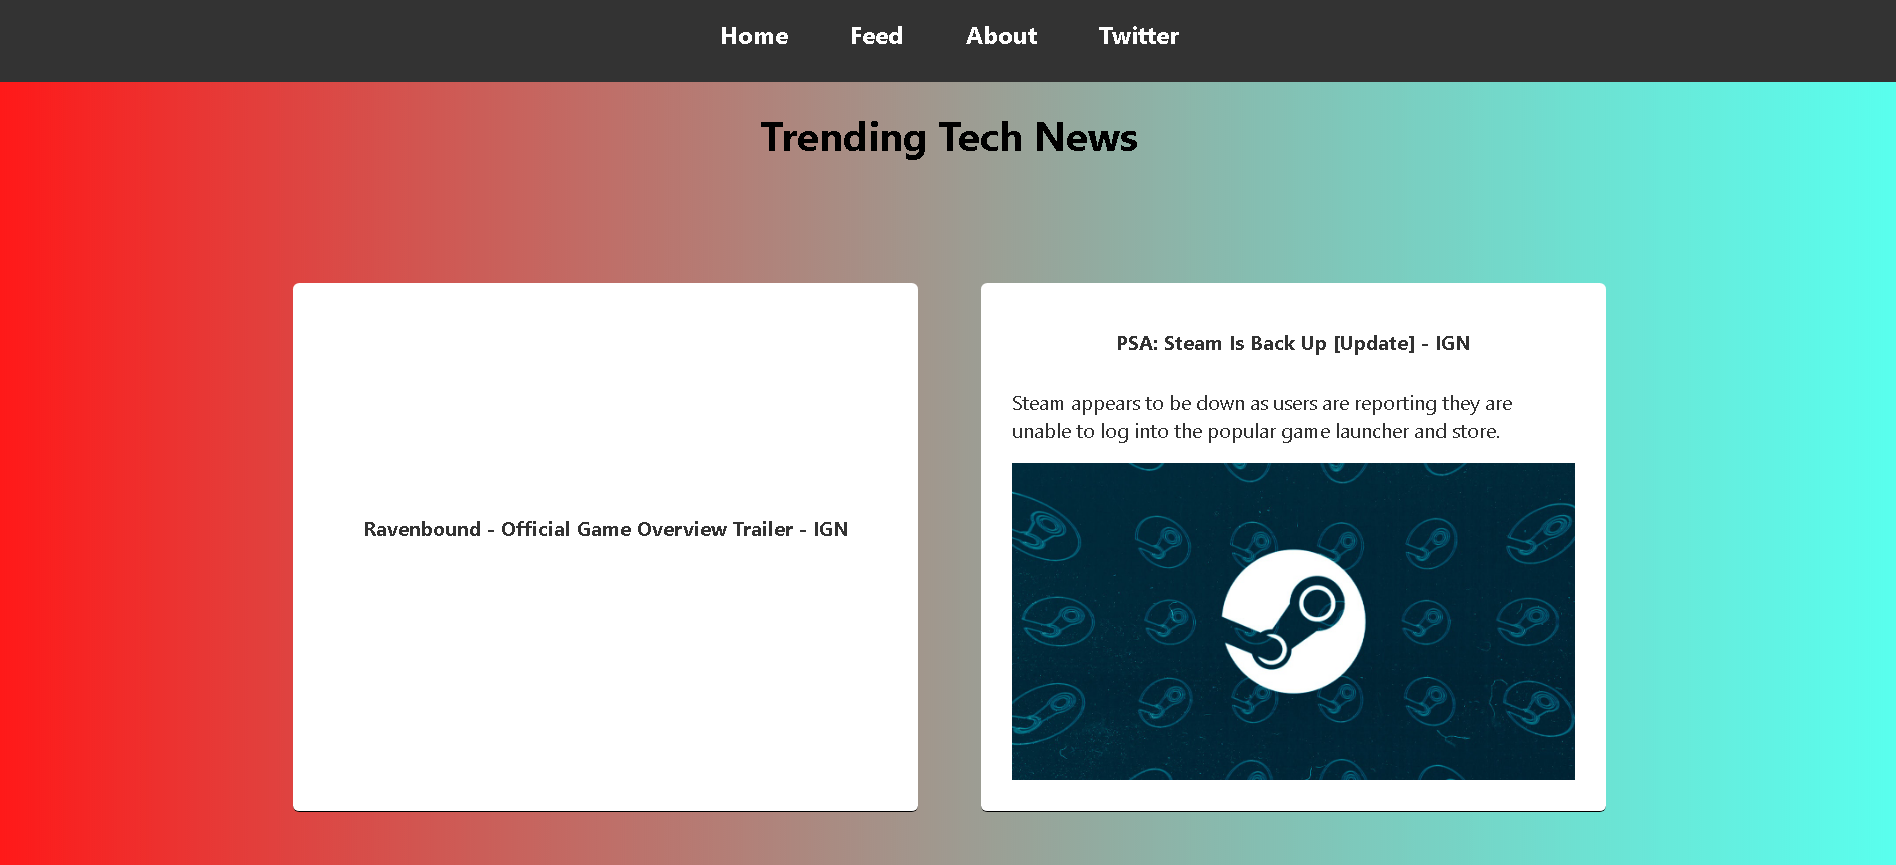 Home Feed About Twitter
Trending Tech News
Ravenbound - Official Game Overview Trailer - IGN
PSA: Steam Is Back Up [Update] - IGN
Steam appears to be down as users are reporting they are
unable to log into the popular game launcher and store.